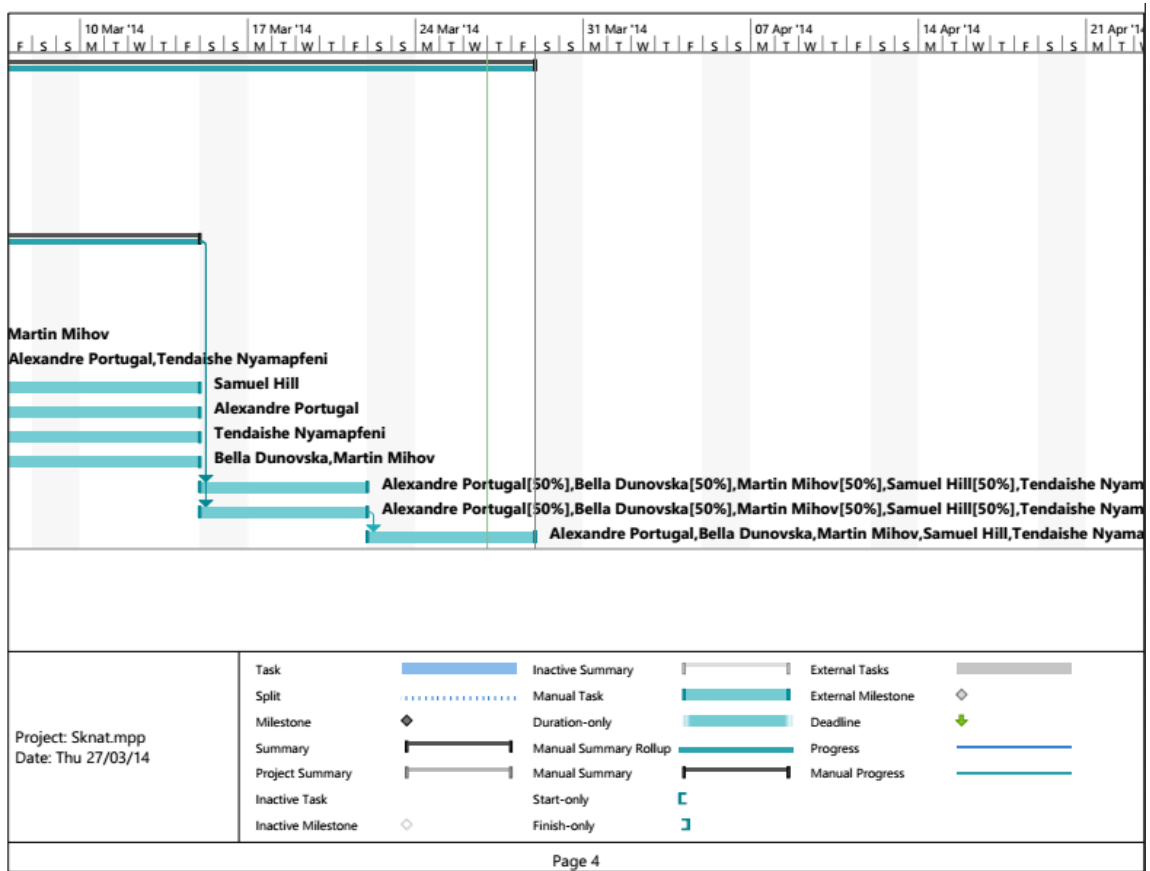 10 Mar '14 17 Mar '14 24 Mar '14 31 Mar '14 07 Apr '14 14 Apr '14 21 Apr '14
F S S M T W T F S S M T W T F S S M T W T F S S M T W T F S S M T W T F S S M T W T F S S M T
Martin Mihov
Alexandre Portugal,Tendaishe Nyamapfeni
Samuel Hill
Alexandre Portugal
Tendaishe Nyamapfeni
Bella Dunovska,Martin Mihov
Alexandre Portugal[50%],Bella Dunovska[50%],Martin Mihov[50%],Samuel Hill[50%],Tendaishe Nyam
Alexandre Portugal[50%],Bella Dunovska[50%],Martin Mihov[50%],Samuel Hill[50%],Tendaishe Nyam
Alexandre Portugal,Bella Dunovska,Martin Mihov,Samuel Hill,Tendaishe Nyama
Project: Sknat.mpp
Date: Thu 27/03/14
Task Inactive Summary External Tasks
Split Manual Task External Milestone
Milestone Duration-only Deadline
Summary Manual Summary Rollup Progress
Project Summary Manual Summary Manual Progress
Inactive Task Start-only
Inactive Milestone Finish-only
Page 4